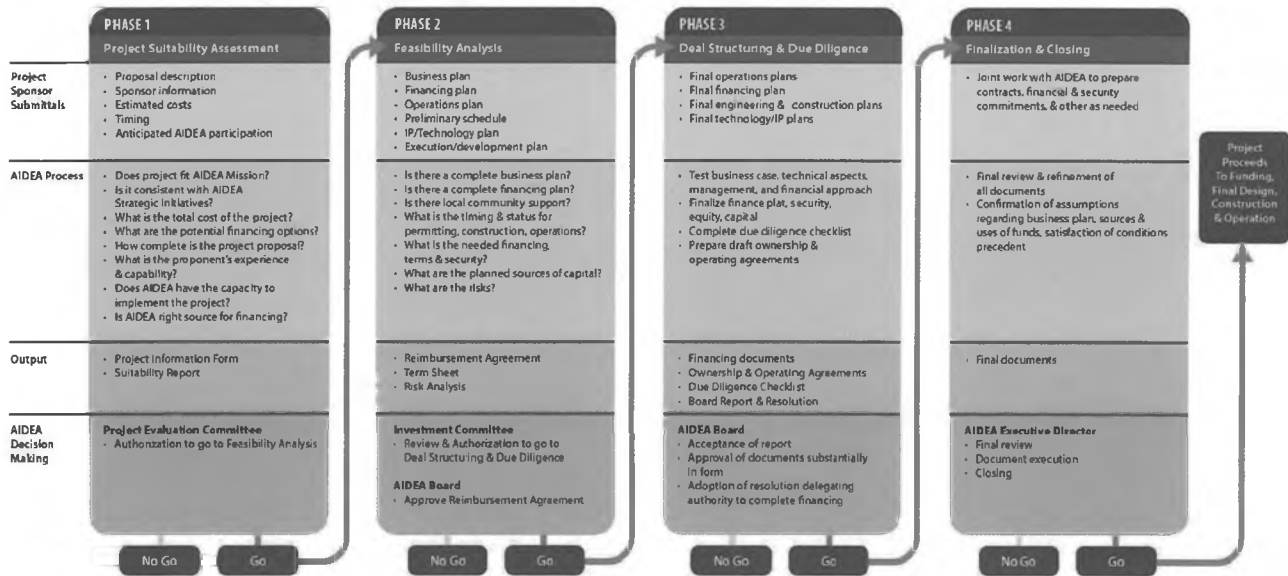 PHASE 1
Project Suitability Assessment
PHASE 2
Feasibility Analysis
PHASE 3
Deal Structuring & Due Diligence
PHASE 4
Finalization & Closing
Project
Sponsor
Submittals
• Proposal description
• Sponsor information
• Estimated costs
• Timing
• Anticipated AIDEA participation
• Business plan
• Financing plan
• Operations plan
• Preliminary schedule
• IP/Technology plan
• Execution/development plan
• Final operations plans
• Final financing plan
• Final engineering & construction plans
• Final technology/IP plans
• Joint work with AIDEA to prepare
contracts, financial & security
commitments, & other as needed
AIDEA Process
• Does project fit AIDEA Mission?
• Is it consistent with AIDEA
Strategic Initiatives?
• What is the total cost of the project?
• What are the potential financing options?
• How complete is the project proposal?
• What is the proponent's experience
& capability?
• Does AIDEA have the capacity to
implement the project?
• Is AIDEA right source for financing?
• Is there a complete business plan?
• Is there a complete financing plan?
• Is there local community support?
• What is the timing & status for
permitting, construction, operations?
• What is the needed financing,
terms & security?
• What are the planned sources of capital?
• What are the risks?
• Test business case, technical aspects,
management, and financial approach
• Finalize finance plat, security,
equity, capital
• Complete due diligence checklist
• Prepare draft ownership &
operating agreements
• Final review & refinement of
all documents
• Confirmation of assumptions
regarding business plan, sources &
uses of funds, satisfaction of conditions
precedent
Project
Proceeds
To Funding,
Final Design,
Construction
& Operation
Output
• Project Information Form
• Suitability Report
• Reimbursement Agreement
• Term Sheet
• Risk Analysis
• Financing documents
• Ownership & Operating Agreements
• Due Diligence Checklist
• Board Report & Resolution
• Final documents
AIDEA
Decision
Making
Project Evaluation Committee
• Authorization to go to Feasibility Analysis
Investment Committee
• Review & Authorization to go to
Deal Structuring & Due Diligence
AIDEA Board
• Approve Reimbursement Agreement
AIDEA Board
• Acceptance of report
• Approval of documents substantially
in form
• Adoption of resolution delegating
authority to complete financing
AIDEA Executive Director
• Final review
• Document execution
• Closing
No Go
Go
No Go
Go
No Go
Go
No Go
Go